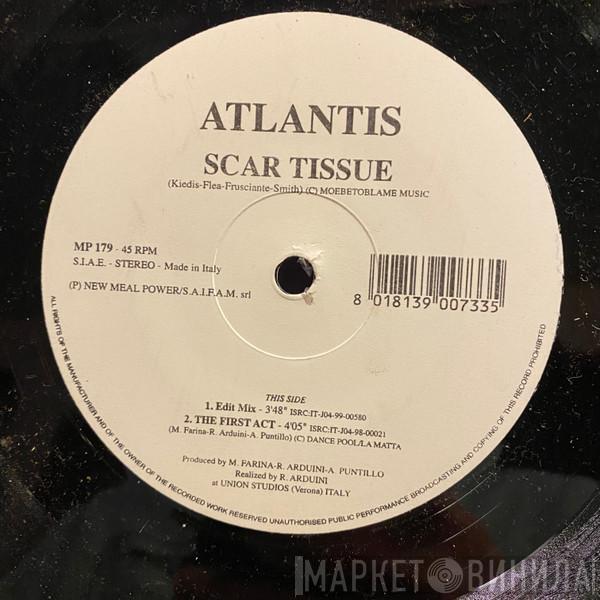 ATLANTIS
SCAR TISSUE
(Kiedis-Flea-Frusciante-Smith) (C) MOEBETOBLAME MUSIC
MP 179 - 45 RPM
S.I.A.E. - STEREO - Made in Italy
(P) NEW MEAL POWER/S.A.I.F.A.M. srl
8 018139 007335
THIS SIDE
1. Edit Mix - 3'48" ISRC:IT-J04-99-00580
2. THE FIRST ACT - 4'05" ISRC:IT-J04-98-00021
(M. Farina-R. Arduini-A. Puntillo) (C) DANCE POOL/LA MATTA
Produced by M. FARINA-R. ARDUINI-A. PUNTILLO
Realized by R. ARDUINI
at UNION STUDIOS (Verona) ITALY
ALL RIGHTS OF THE MANUFACTURER AND OF THE OWNER OF THE RECORDED WORK RESERVED UNAUTHORISED PUBLIC PERFORMANCE BROADCASTING AND COPYING OF THIS RECORD PROHIBITED
МАРКЕТ ВИНИЛА